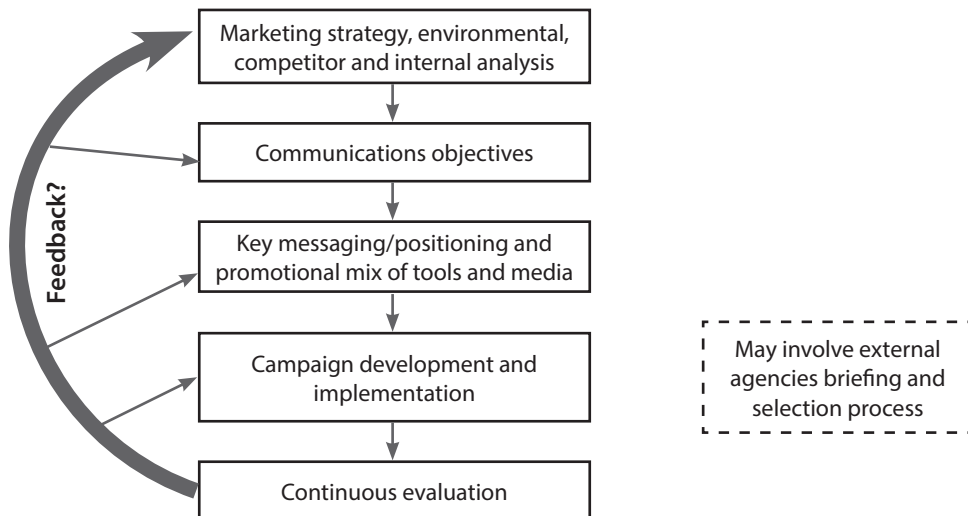 Marketing strategy, environmental,
competitor and internal analysis
Communications objectives
Feedback?
Key messaging/positioning and
promotional mix of tools and media
Campaign development and
implementation
May involve external
agencies briefing and
selection process
Continuous evaluation